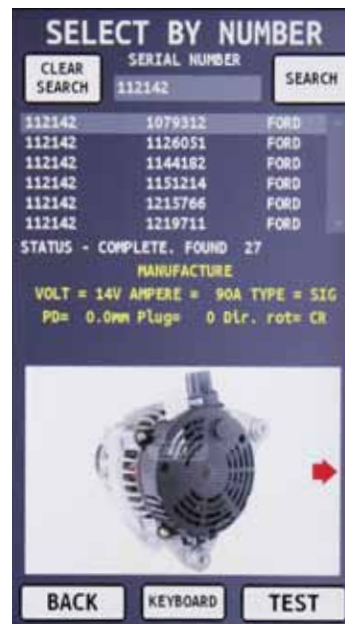 SELECT BY NUMBER
CLEAR SEARCH
SERIAL NUMBER
112142
SEARCH
112142 1079312 FORD
112142 1126051 FORD
112142 1144182 FORD
112142 1151214 FORD
112142 1215766 FORD
112142 1219711 FORD
STATUS - COMPLETE. FOUND 27
MANUFACTURE
VOLT = 14V AMPERE = 90A TYPE = SIG
PD= 0.0mm Plug= 0 Dir. rot= CR
BACK
KEYBOARD
TEST